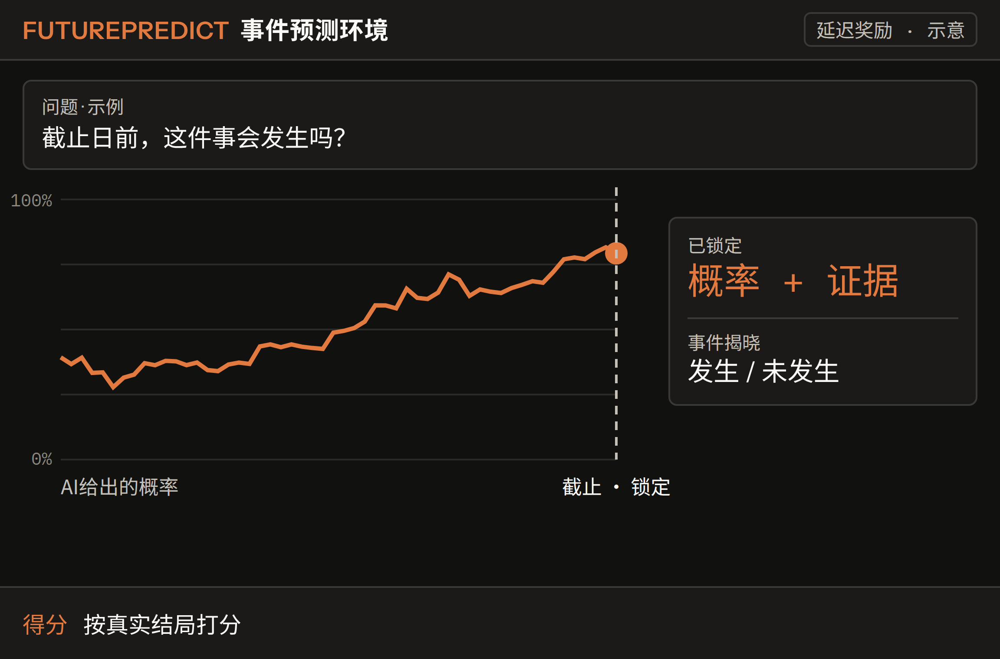 FUTUREPREDICT 事件预测环境
延迟奖励 · 示意
问题·示例
截止日前，这件事会发生吗？
100%
0%
AI给出的概率
截止 · 锁定
已锁定
概率 + 证据
事件揭晓
发生 / 未发生
得分 按真实结局打分